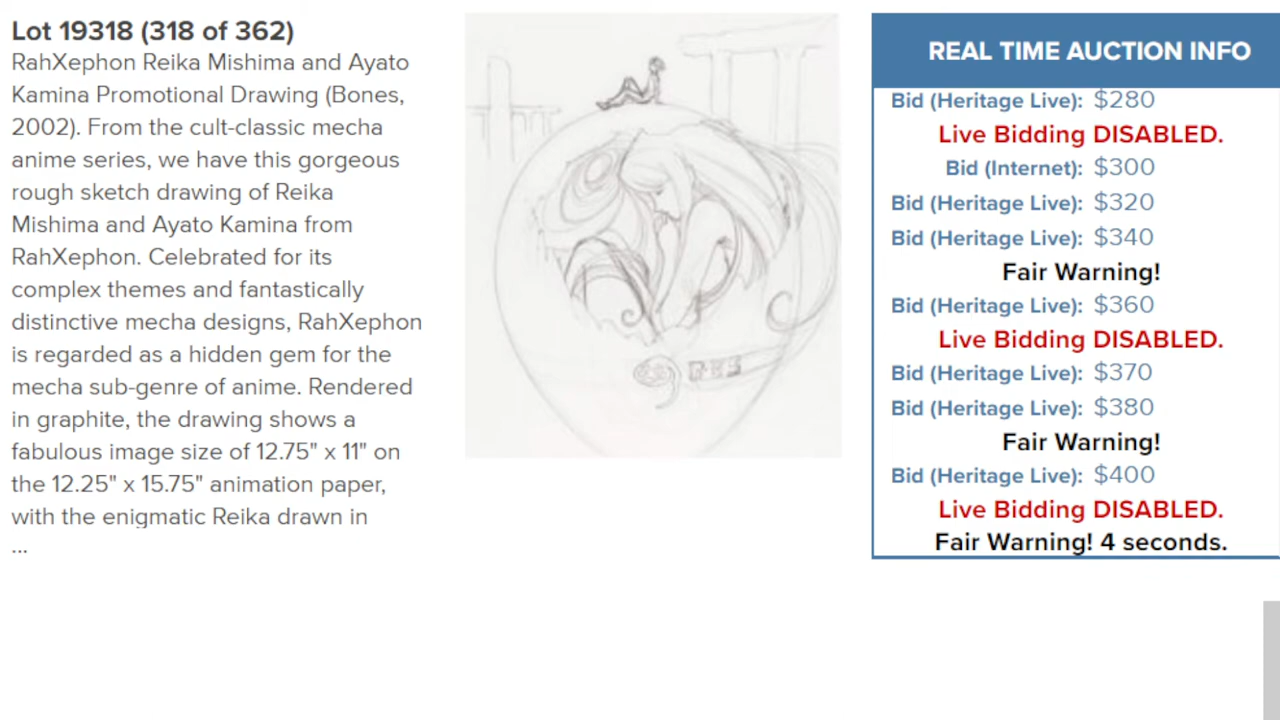 Lot 19318 (318 of 362)
RahXephon Reika Mishima and Ayato
Kamina Promotional Drawing (Bones,
2002). From the cult-classic mecha
anime series, we have this gorgeous
rough sketch drawing of Reika
Mishima and Ayato Kamina from
RahXephon. Celebrated for its
complex themes and fantastically
distinctive mecha designs, RahXephon
is regarded as a hidden gem for the
mecha sub-genre of anime. Rendered
in graphite, the drawing shows a
fabulous image size of 12.75" x 11" on
the 12.25" x 15.75" animation paper,
with the enigmatic Reika drawn in
...
REAL TIME AUCTION INFO
Bid (Heritage Live): $280
Live Bidding DISABLED.
Bid (Internet): $300
Bid (Heritage Live): $320
Bid (Heritage Live): $340
Fair Warning!
Bid (Heritage Live): $360
Live Bidding DISABLED.
Bid (Heritage Live): $370
Bid (Heritage Live): $380
Fair Warning!
Bid (Heritage Live): $400
Live Bidding DISABLED.
Fair Warning! 4 seconds.